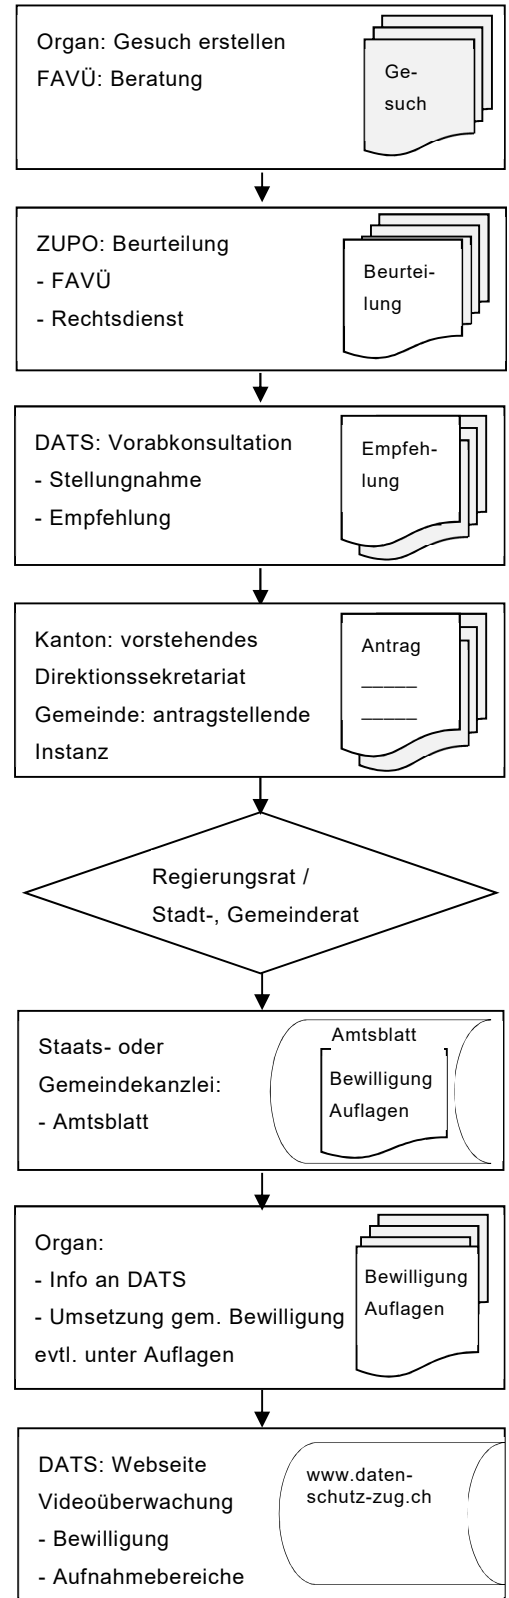 Organ: Gesuch erstellen
FAVÜ: Beratung
Ge-
such
ZUPO: Beurteilung
- FAVÜ
- Rechtsdienst
Beurtei-
lung
DATS: Vorabkonsultation
- Stellungnahme
- Empfehlung
Empfeh-
lung
Kanton: vorstehendes
Direktionssekretariat
Gemeinde: antragstellende
Instanz
Antrag
_____
_____
Regierungsrat /
Stadt-, Gemeinderat
Staats- oder
Gemeindekanzlei:
- Amtsblatt
Amtsblatt
Bewilligung
Auflagen
Organ:
- Info an DATS
- Umsetzung gem. Bewilligung
evtl. unter Auflagen
Bewilligung
Auflagen
DATS: Webseite
Videoüberwachung
- Bewilligung
- Aufnahmebereiche
www.daten-
schutz-zug.ch